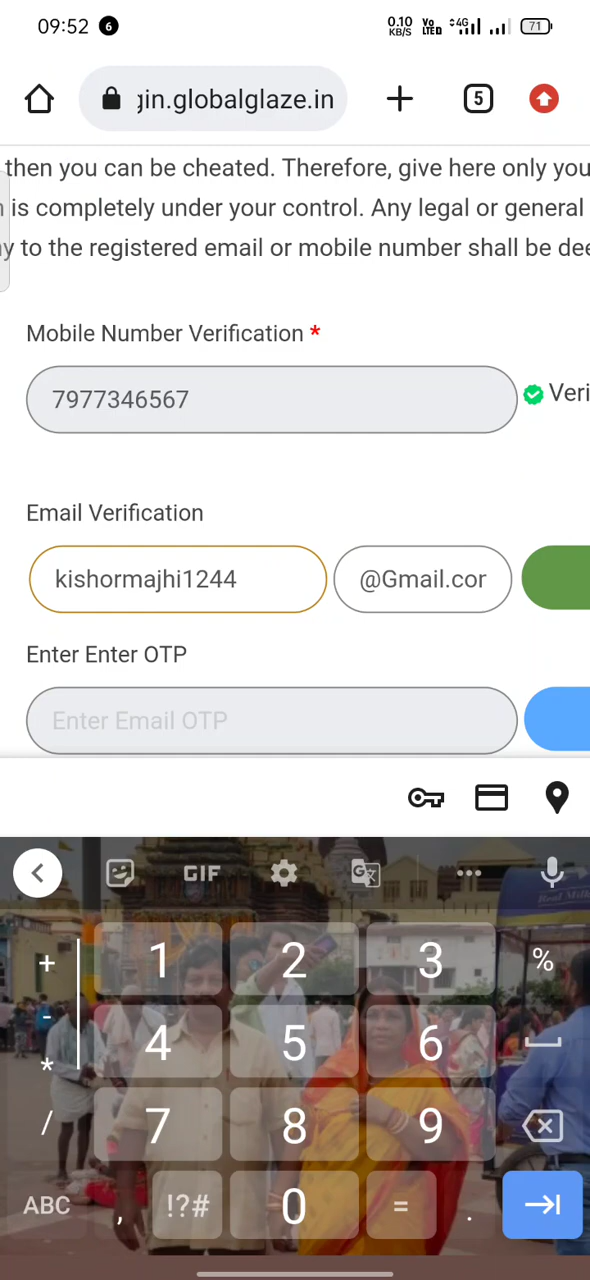 09:52 6 0.10 KB/S Vo LTE 4G 71
gin.globalglaze.in 5
then you can be cheated. Therefore, give here only you
is completely under your control. Any legal or general
y to the registered email or mobile number shall be dee
Mobile Number Verification *
7977346567 Veri
Email Verification
kishormajhi1244 @Gmail.cor
Enter Enter OTP
Enter Email OTP
GIF
+ 1 2 3 %
- 4 5 6
*
/ 7 8 9
ABC , !?# 0 = .